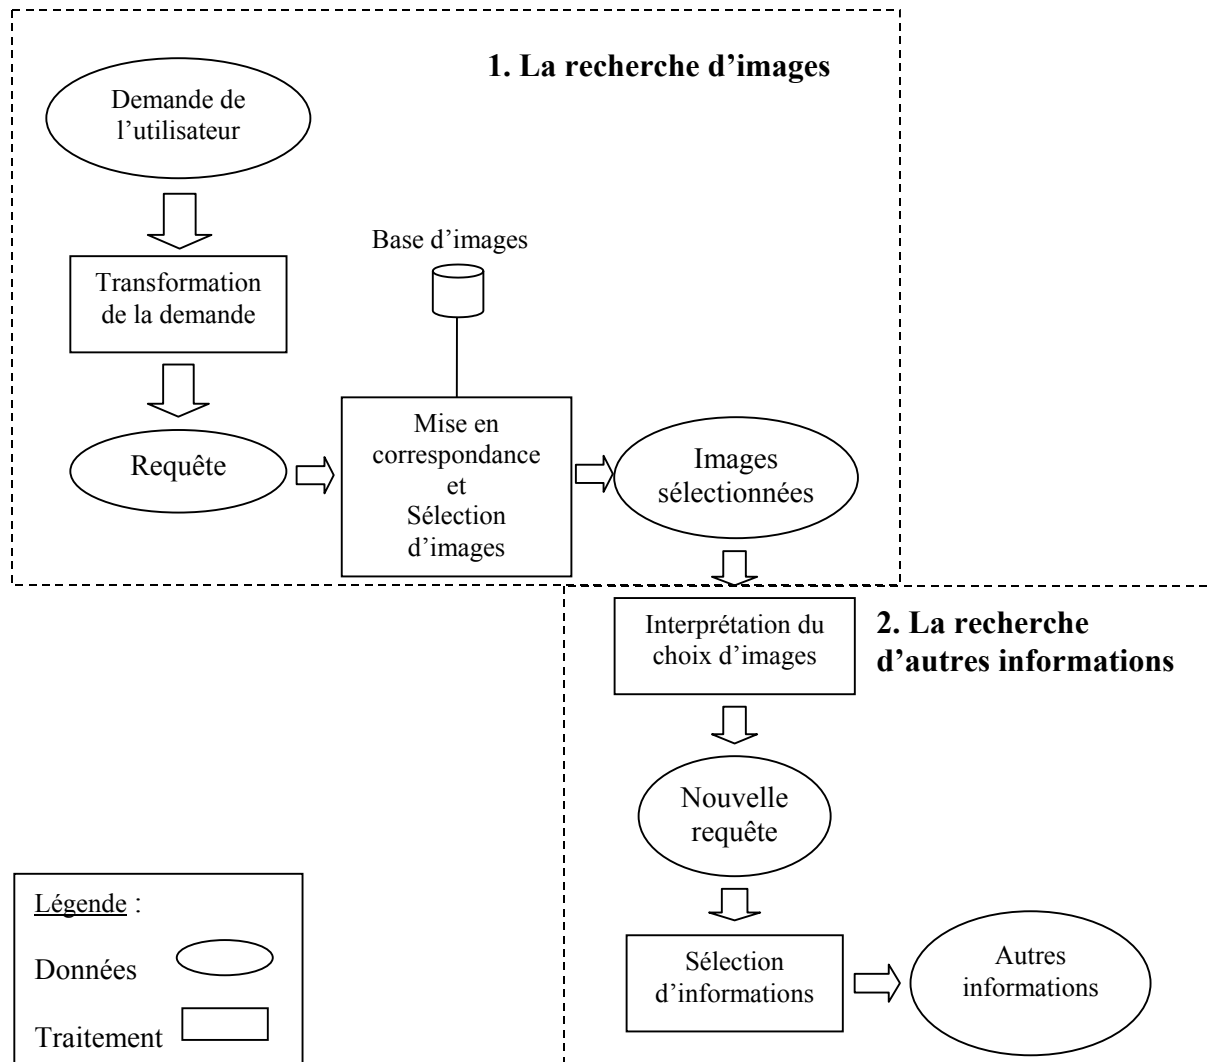 1. La recherche d’images
Demande de
l’utilisateur
Base d’images
Transformation
de la demande
Requête
Mise en
correspondance
et
Sélection
d’images
Images
sélectionnées
Interprétation du
choix d’images
2. La recherche
d’autres informations
Nouvelle
requête
Sélection
d’informations
Autres
informations
Légende :
Données
Traitement